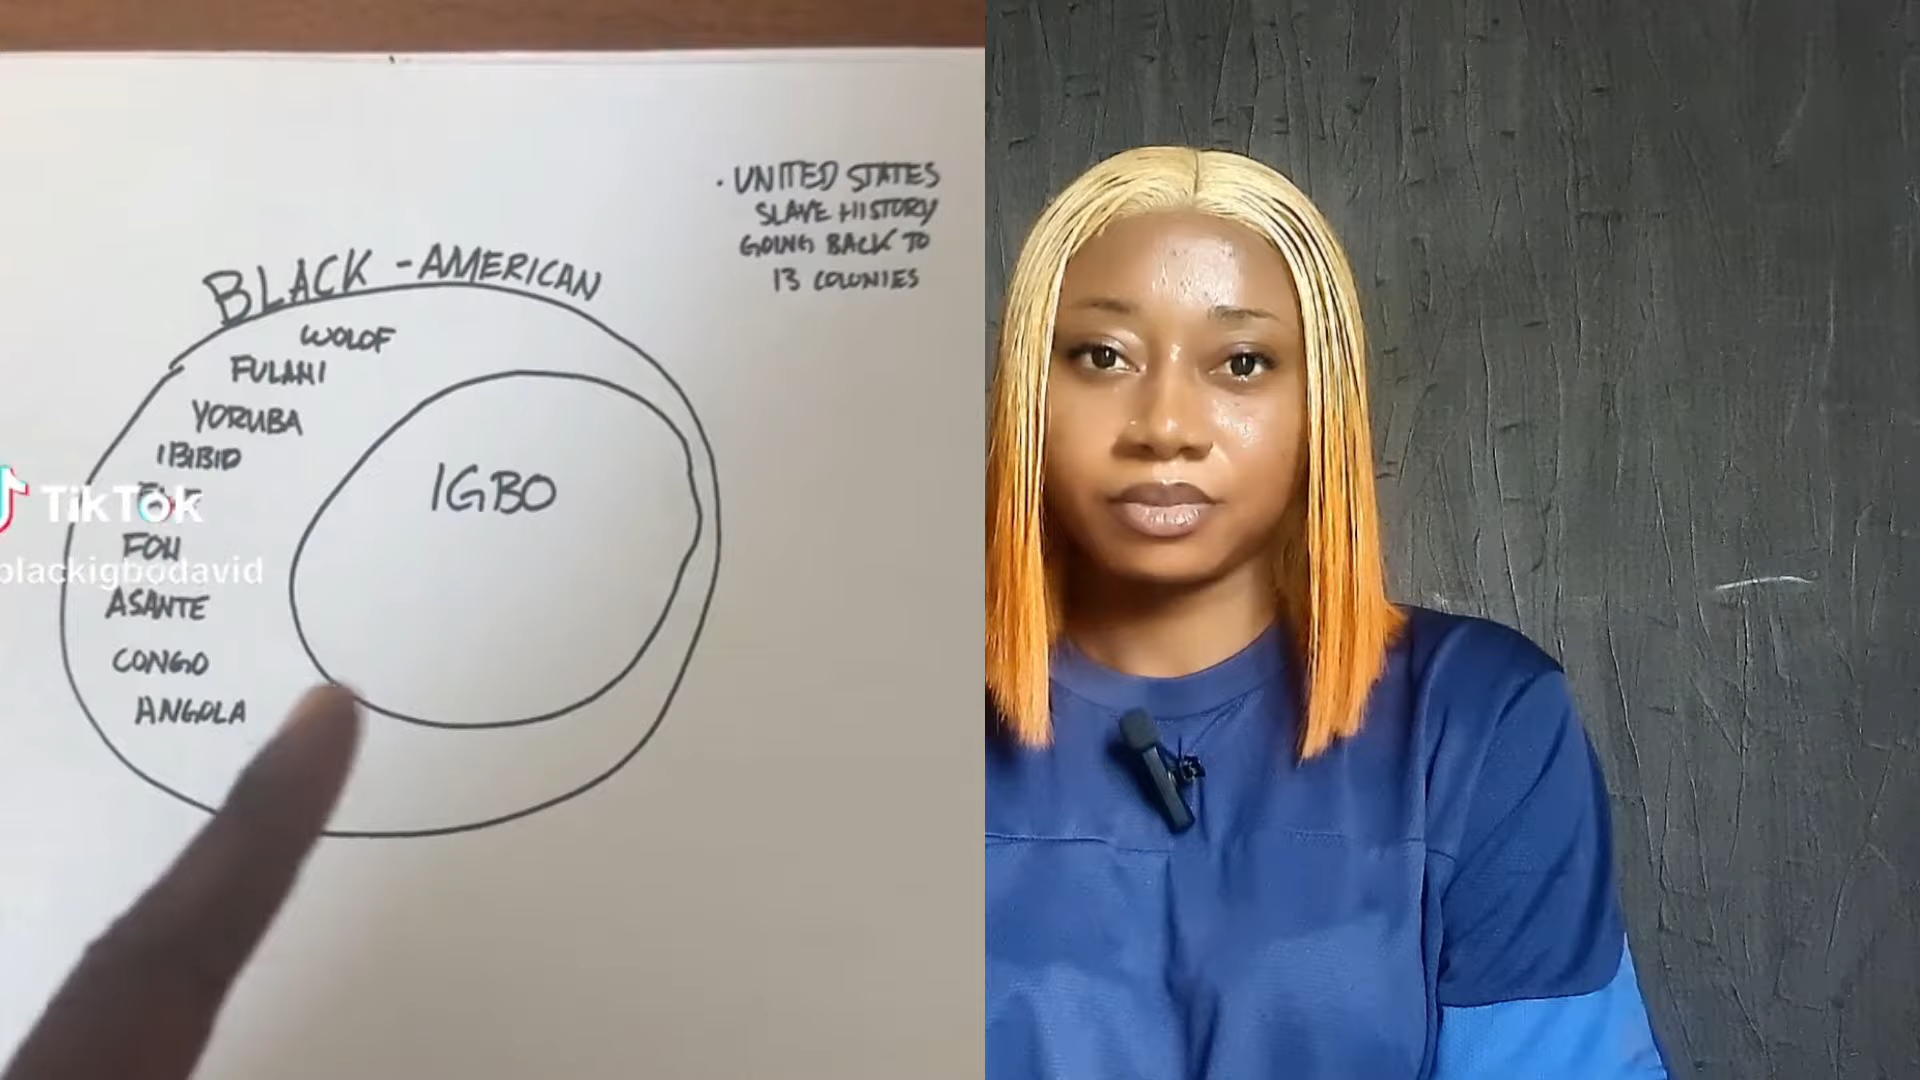 • UNITED STATES
SLAVE HISTORY
GOING BACK TO
13 COLONIES
BLACK - AMERICAN
WOLOF
FULANI
YORUBA
IBIBIO
TikTok
FON
blackigbodavid
ASANTE
CONGO
ANGOLA
IGBO